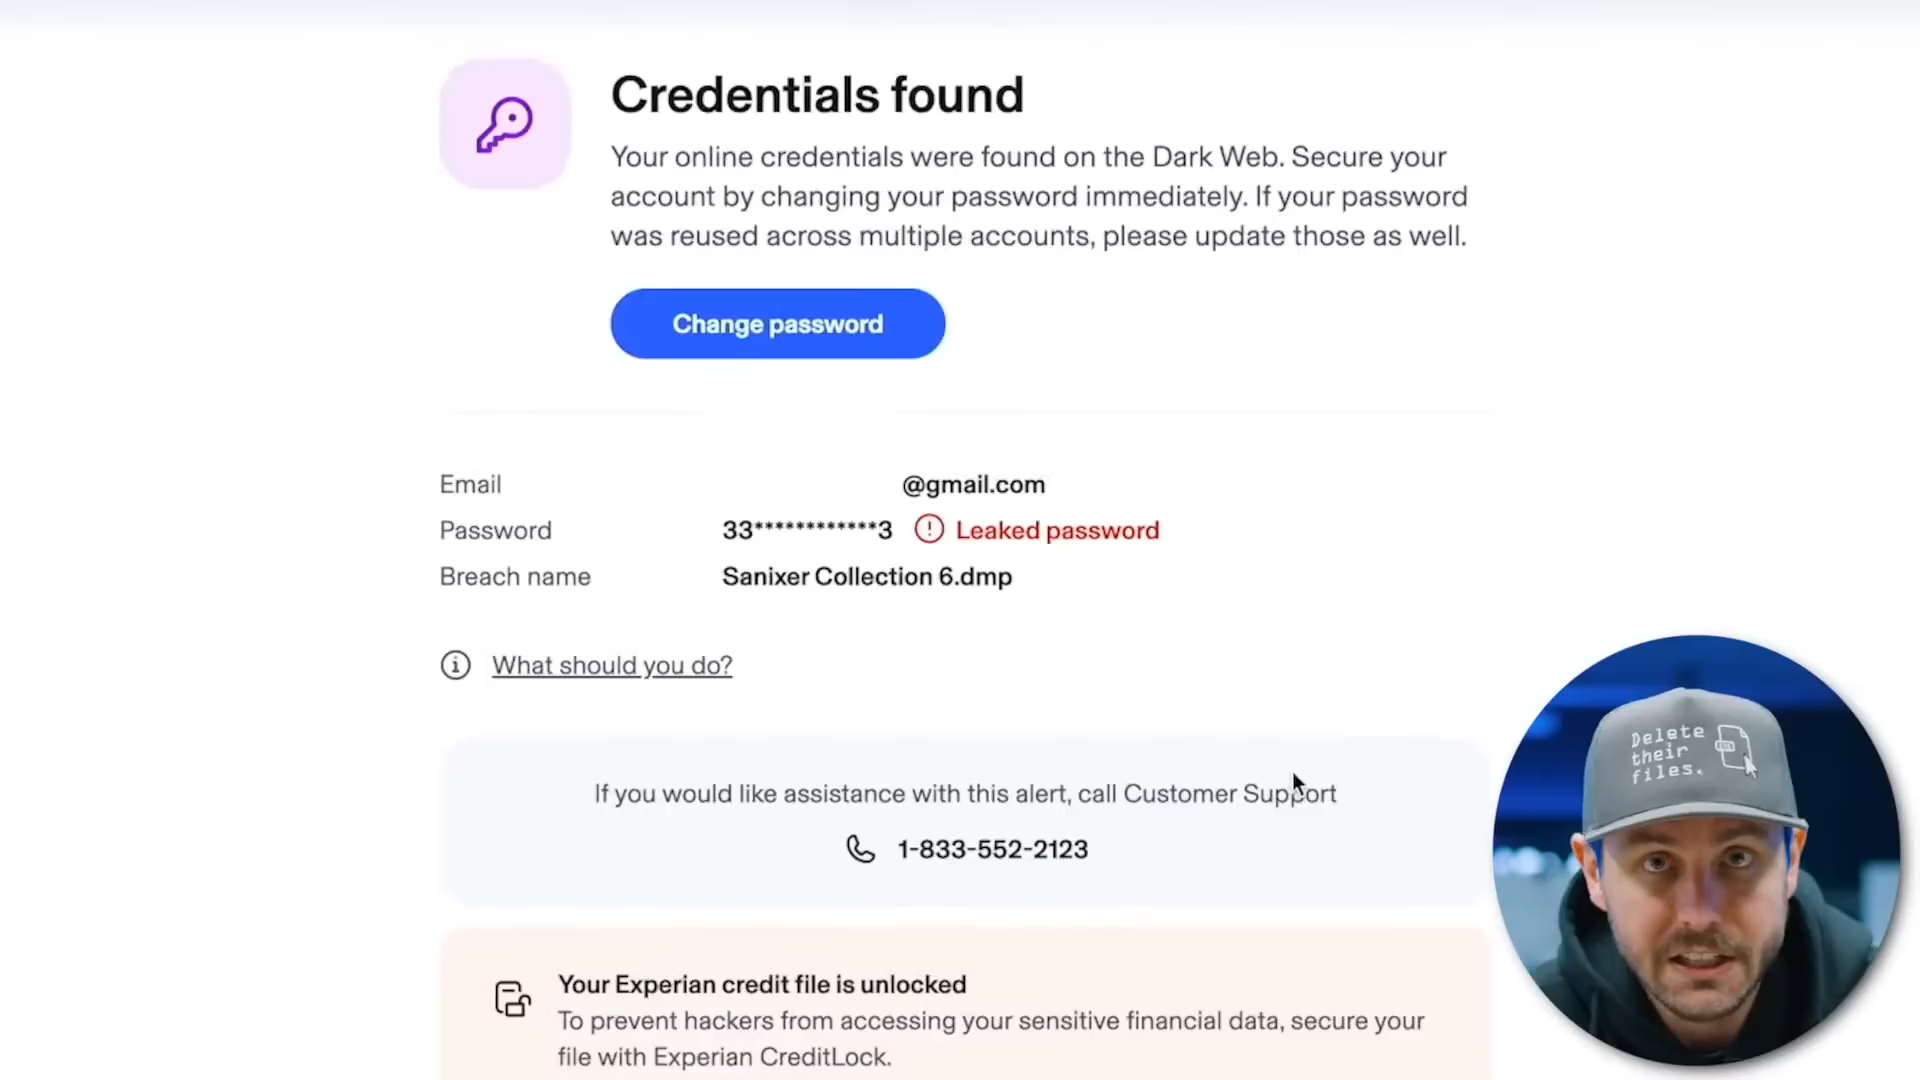 Credentials found
Your online credentials were found on the Dark Web. Secure your
account by changing your password immediately. If your password
was reused across multiple accounts, please update those as well.
Change password
Email @gmail.com
Password 33************3 Leaked password
Breach name Sanixer Collection 6.dmp
What should you do?
If you would like assistance with this alert, call Customer Support
1-833-552-2123
Your Experian credit file is unlocked
To prevent hackers from accessing your sensitive financial data, secure your
file with Experian CreditLock.
Delete
their
files.